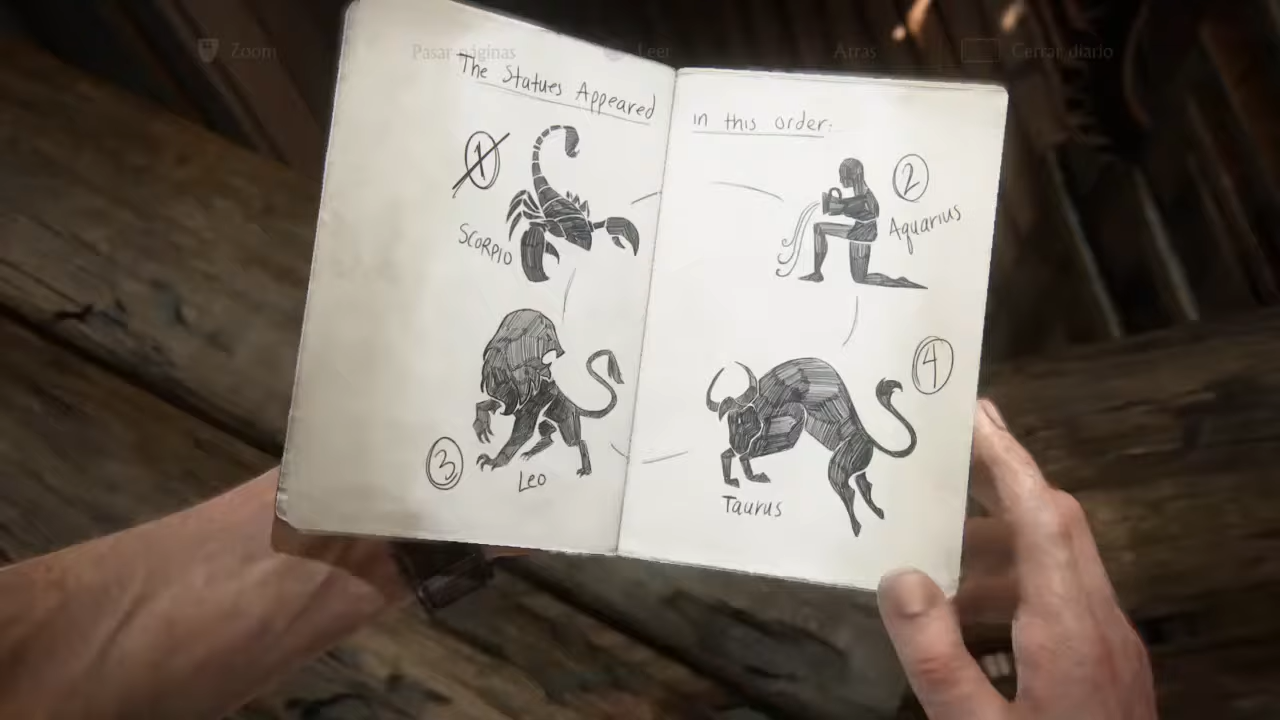 Zoom
Pasar páginas
Leer
Atras
Cerrar diario
The Statues Appeared
in this order:
1
SCORPIO
2
Aquarius
3
Leo
4
Taurus